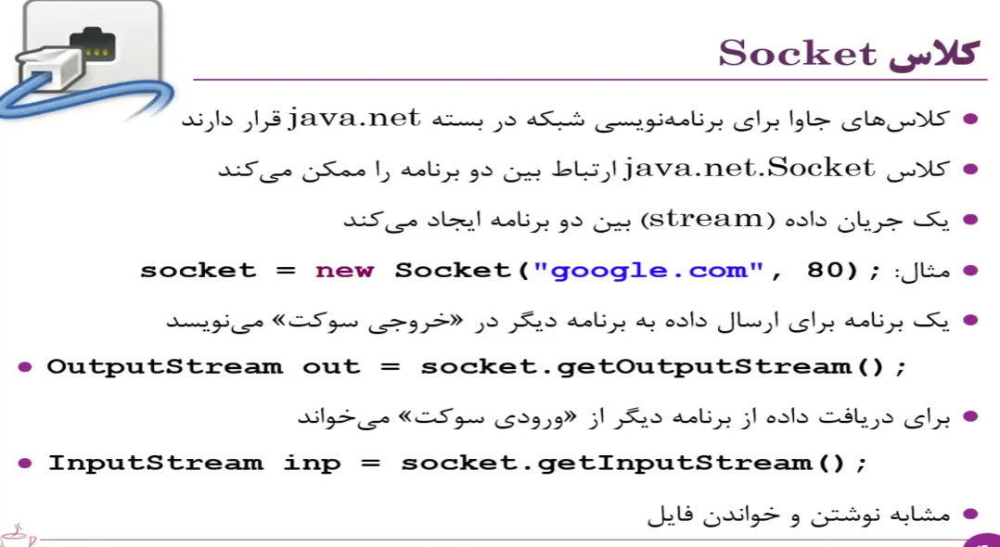 کلاس Socket
• کلاس‌های جاوا برای برنامه‌نویسی شبکه در بسته java.net قرار دارند
• کلاس java.net.Socket ارتباط بین دو برنامه را ممکن می‌کند
• یک جریان داده (stream) بین دو برنامه ایجاد می‌کند
• مثال: socket = new Socket("google.com", 80);
• یک برنامه برای ارسال داده به برنامه دیگر در «خروجی سوکت» می‌نویسد
• OutputStream out = socket.getOutputStream();
• برای دریافت داده از برنامه دیگر از «ورودی سوکت» می‌خواند
• InputStream inp = socket.getInputStream();
• مشابه نوشتن و خواندن فایل